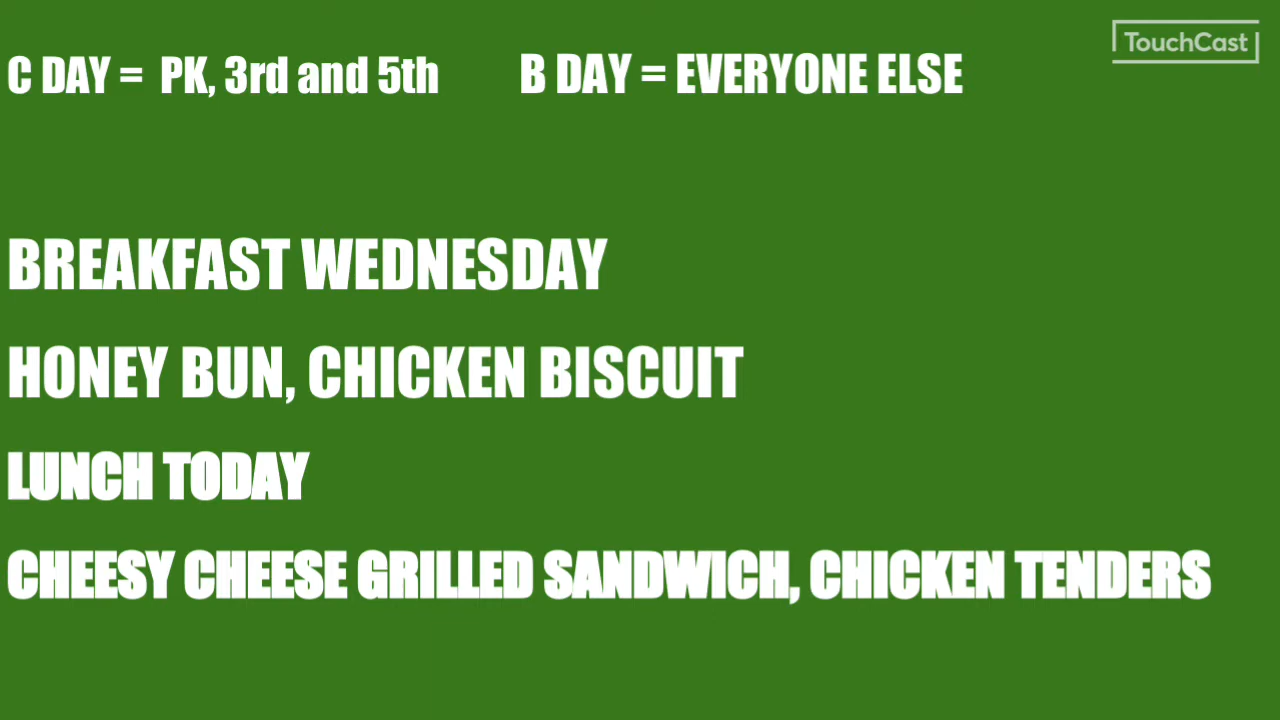 TouchCast
C DAY = PK, 3rd and 5th B DAY = EVERYONE ELSE
BREAKFAST WEDNESDAY
HONEY BUN, CHICKEN BISCUIT
LUNCH TODAY
CHEESY CHEESE GRILLED SANDWICH, CHICKEN TENDERS